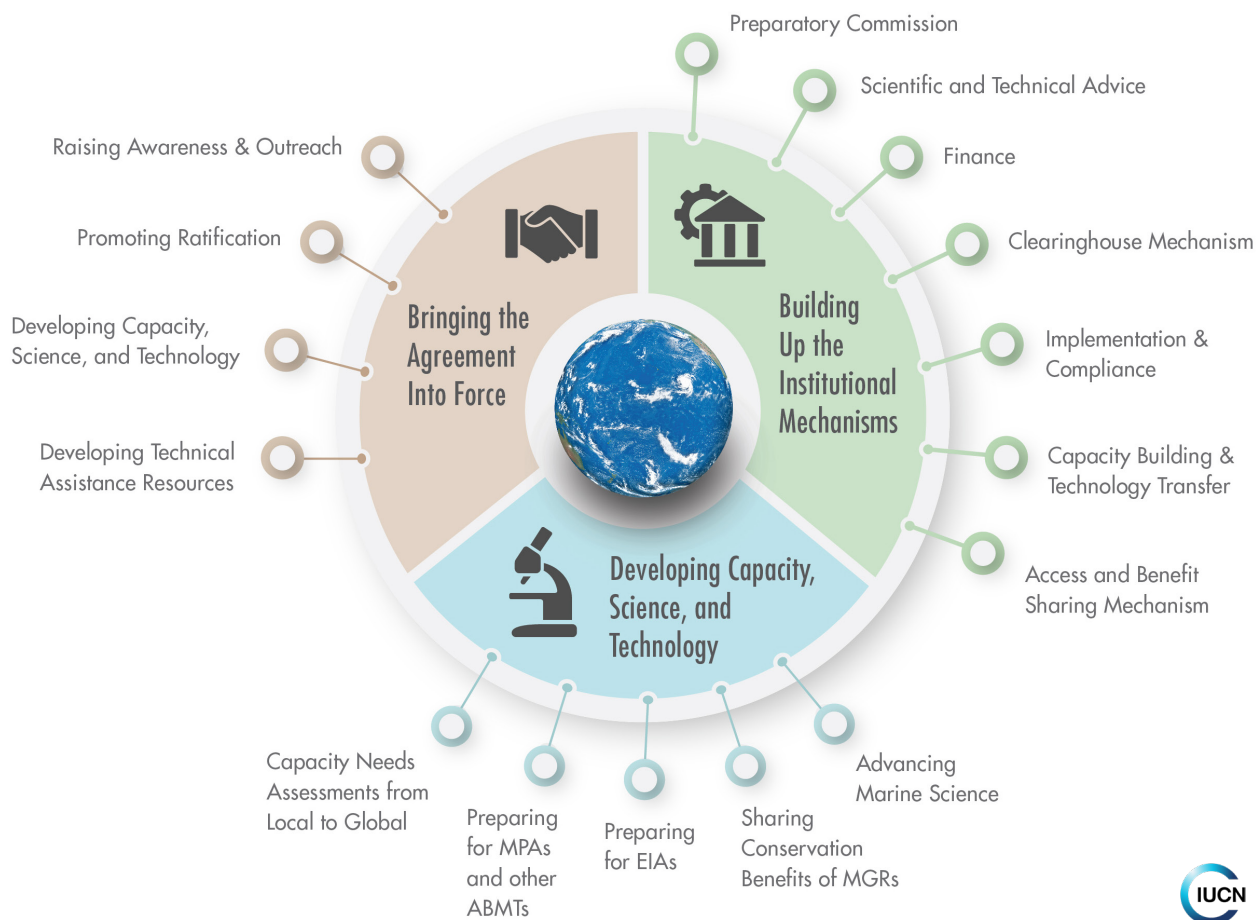 Preparatory Commission
Scientific and Technical Advice
Finance
Clearinghouse Mechanism
Implementation &
Compliance
Capacity Building &
Technology Transfer
Access and Benefit
Sharing Mechanism
Raising Awareness & Outreach
Promoting Ratification
Developing Capacity,
Science, and Technology
Developing Technical
Assistance Resources
Bringing the
Agreement
Into Force
Building
Up the
Institutional
Mechanisms
Developing Capacity,
Science, and
Technology
Capacity Needs
Assessments from
Local to Global
Preparing
for MPAs
and other
ABMTs
Preparing
for EIAs
Sharing
Conservation
Benefits of MGRs
Advancing
Marine Science
IUCN